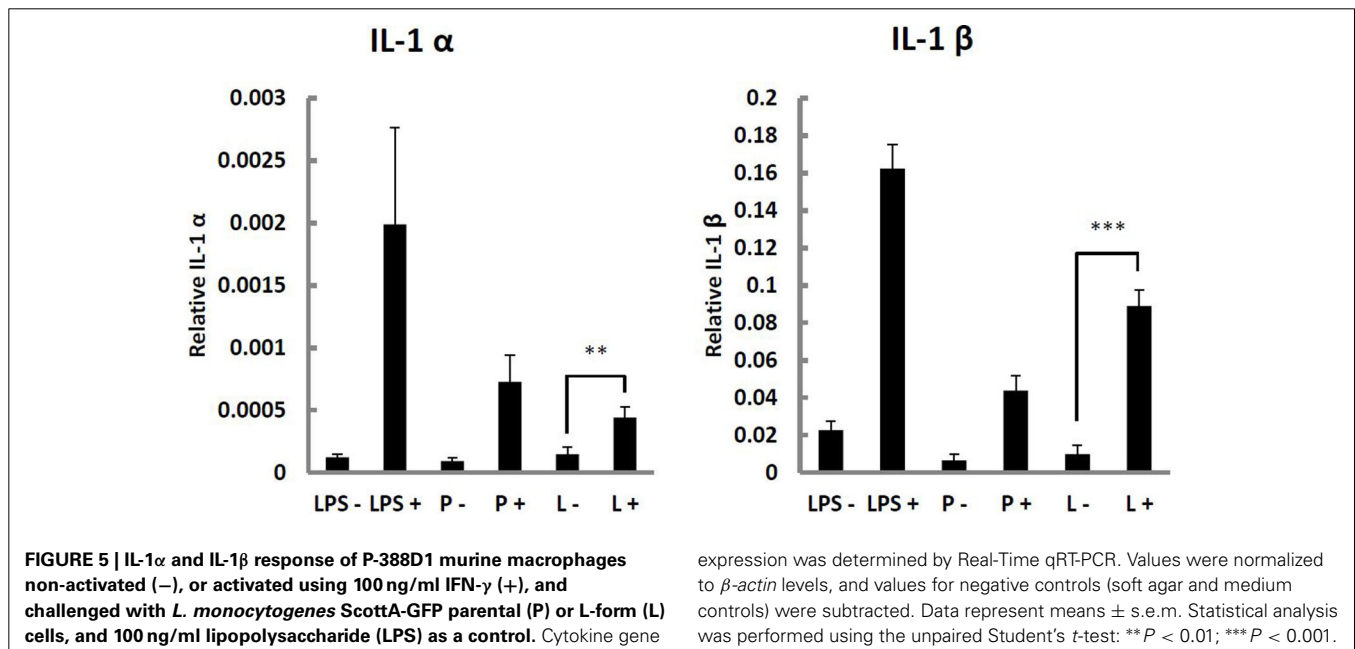 IL-1 α
0.003
0.0025
0.002
0.0015
0.001
0.0005
0
Relative IL-1 α
**
LPS - LPS + P - P + L - L +
IL-1 β
0.2
0.18
0.16
0.14
0.12
0.1
0.08
0.06
0.04
0.02
0
Relative IL-1 β
***
LPS - LPS + P - P + L - L +
FIGURE 5 | IL-1α and IL-1β response of P-388D1 murine macrophages
non-activated (−), or activated using 100 ng/ml IFN-γ (+), and
challenged with L. monocytogenes ScottA-GFP parental (P) or L-form (L)
cells, and 100 ng/ml lipopolysaccharide (LPS) as a control. Cytokine gene
expression was determined by Real-Time qRT-PCR. Values were normalized
to β-actin levels, and values for negative controls (soft agar and medium
controls) were subtracted. Data represent means ± s.e.m. Statistical analysis
was performed using the unpaired Student's t-test: **P < 0.01; ***P < 0.001.